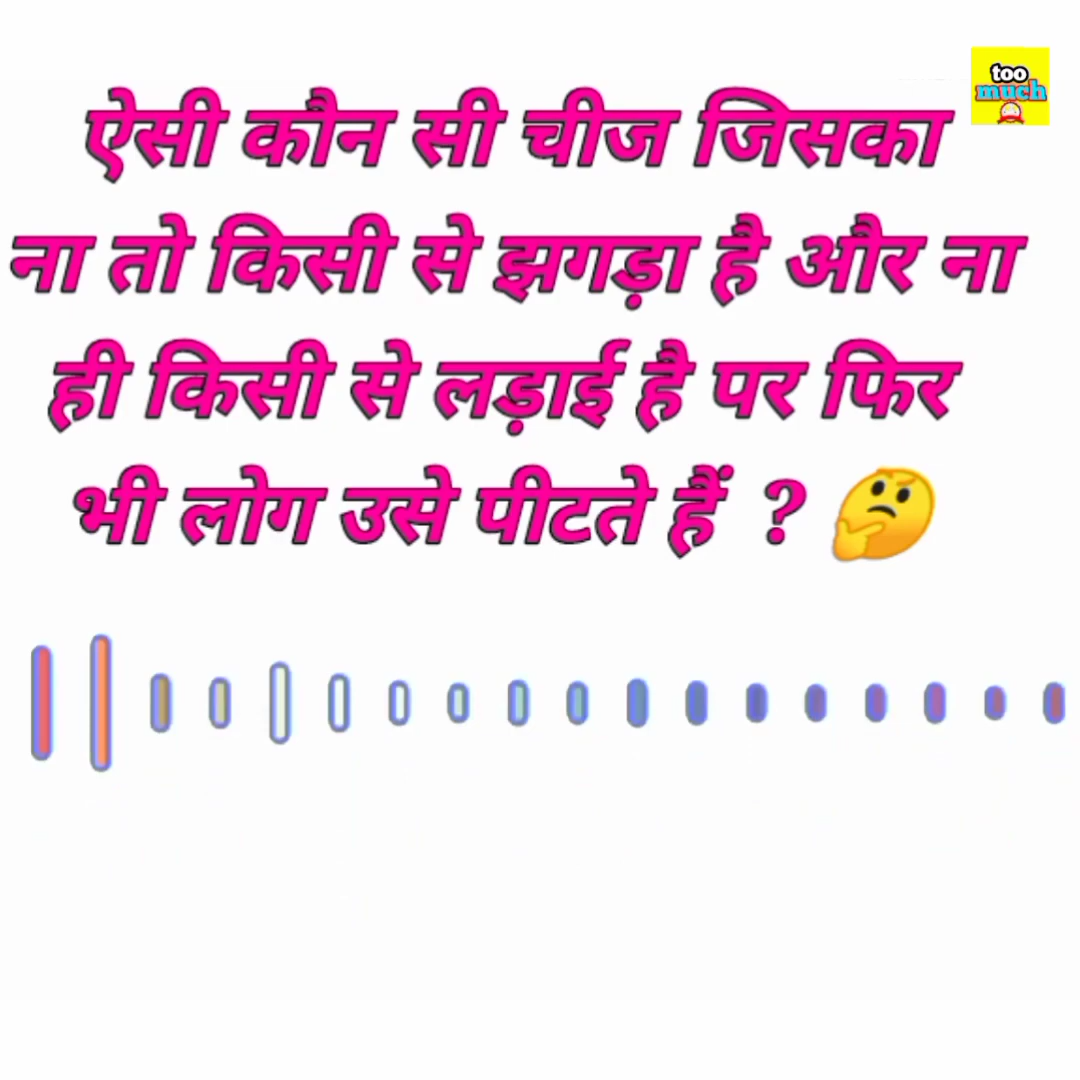 too
much
ऐसी कौन सी चीज जिसका
ना तो किसी से झगड़ा है और ना
ही किसी से लड़ाई है पर फिर
भी लोग उसे पीटते हैं ? 🤔